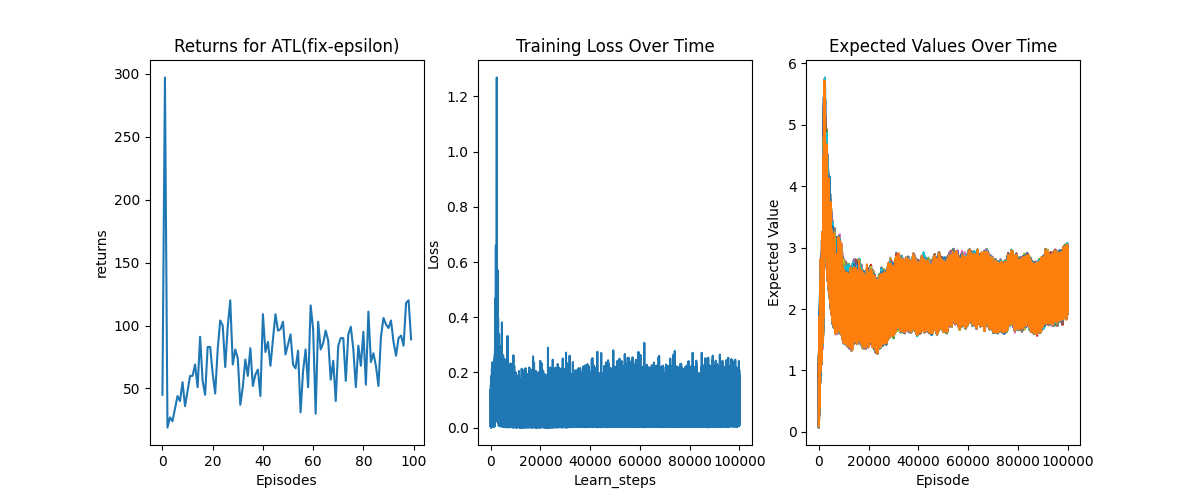 Returns for ATL(fix-epsilon)
300
250
200
150
100
50
returns
0 20 40 60 80 100
Episodes
Training Loss Over Time
1.2
1.0
0.8
0.6
0.4
0.2
0.0
Loss
0 20000 40000 60000 80000 100000
Learn_steps
Expected Values Over Time
6
5
4
3
2
1
0
Expected Value
0 20000 40000 60000 80000 100000
Episode